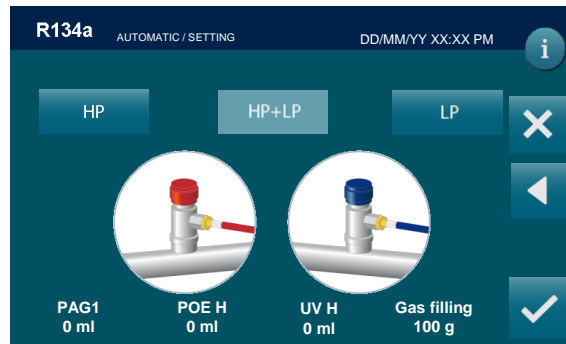 R134a AUTOMATIC / SETTING DD/MM/YY XX:XX PM
i
HP HP+LP LP
PAG1 POE H UV H Gas filling
0 ml 0 ml 0 ml 100 g